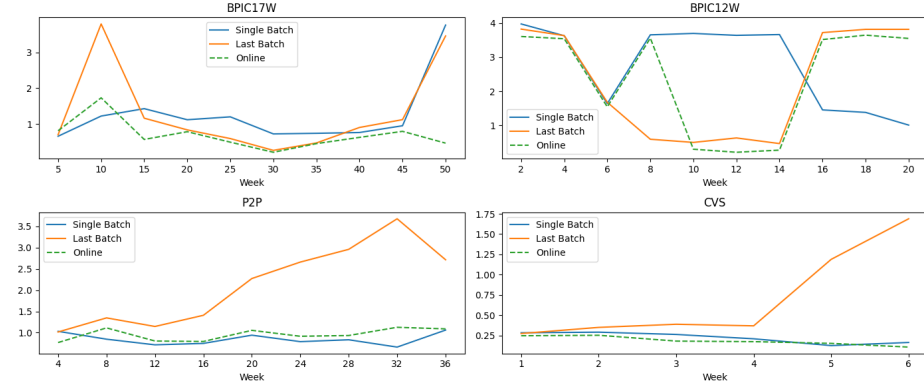 BPIC17W
Single Batch
Last Batch
Online
3
2
1
5 10 15 20 25 30 35 40 45 50
Week
BPIC12W
4
3
2
1
Single Batch
Last Batch
Online
2 4 6 8 10 12 14 16 18 20
Week
P2P
Single Batch
Last Batch
Online
3.5
3.0
2.5
2.0
1.5
1.0
4 8 12 16 20 24 28 32 36
Week
CVS
Single Batch
Last Batch
Online
1.75
1.50
1.25
1.00
0.75
0.50
0.25
1 2 3 4 5 6
Week